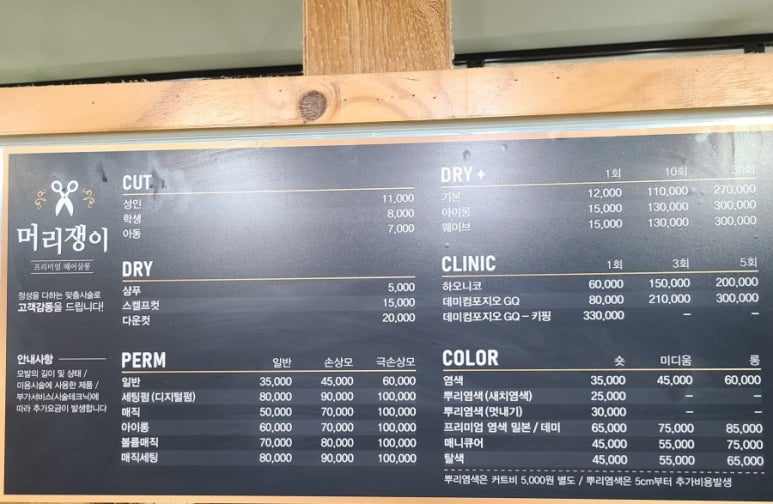 머리쟁이
프리미엄 헤어살롱
정성을 다하는 맞춤시술로
고객감동을 드립니다!
안내사항
모발의 길이 및 상태 /
미용시술에 사용한 제품 /
부가서비스(시술테크닉)에
따라 추가요금이 발생합니다
CUT
성인 11,000
학생 8,000
아동 7,000
DRY
샴푸 5,000
스켈프컷 15,000
다운컷 20,000
PERM 일반 손상모 극손상모
일반 35,000 45,000 60,000
세팅펌 (디지털펌) 80,000 90,000 100,000
매직 50,000 70,000 100,000
아이롱 60,000 70,000 100,000
볼륨매직 70,000 80,000 100,000
매직세팅 80,000 90,000 100,000
DRY + 1회 10회 30회
기본 12,000 110,000 270,000
아이롱 15,000 130,000 300,000
웨이브 15,000 130,000 300,000
CLINIC 1회 3회 5회
하오니코 60,000 150,000 200,000
데미컴포지오 GQ 80,000 210,000 300,000
데미컴포지오 GQ - 키핑 330,000 - -
COLOR 숏 미디움 롱
염색 35,000 45,000 60,000
뿌리염색 (새치염색) 25,000 - -
뿌리염색 (멋내기) 30,000 - -
프리미엄 염색 밀본 / 데미 65,000 75,000 85,000
매니큐어 45,000 55,000 75,000
탈색 45,000 55,000 65,000
뿌리염색은 커트비 5,000원 별도 / 뿌리염색은 5cm부터 추가비용발생